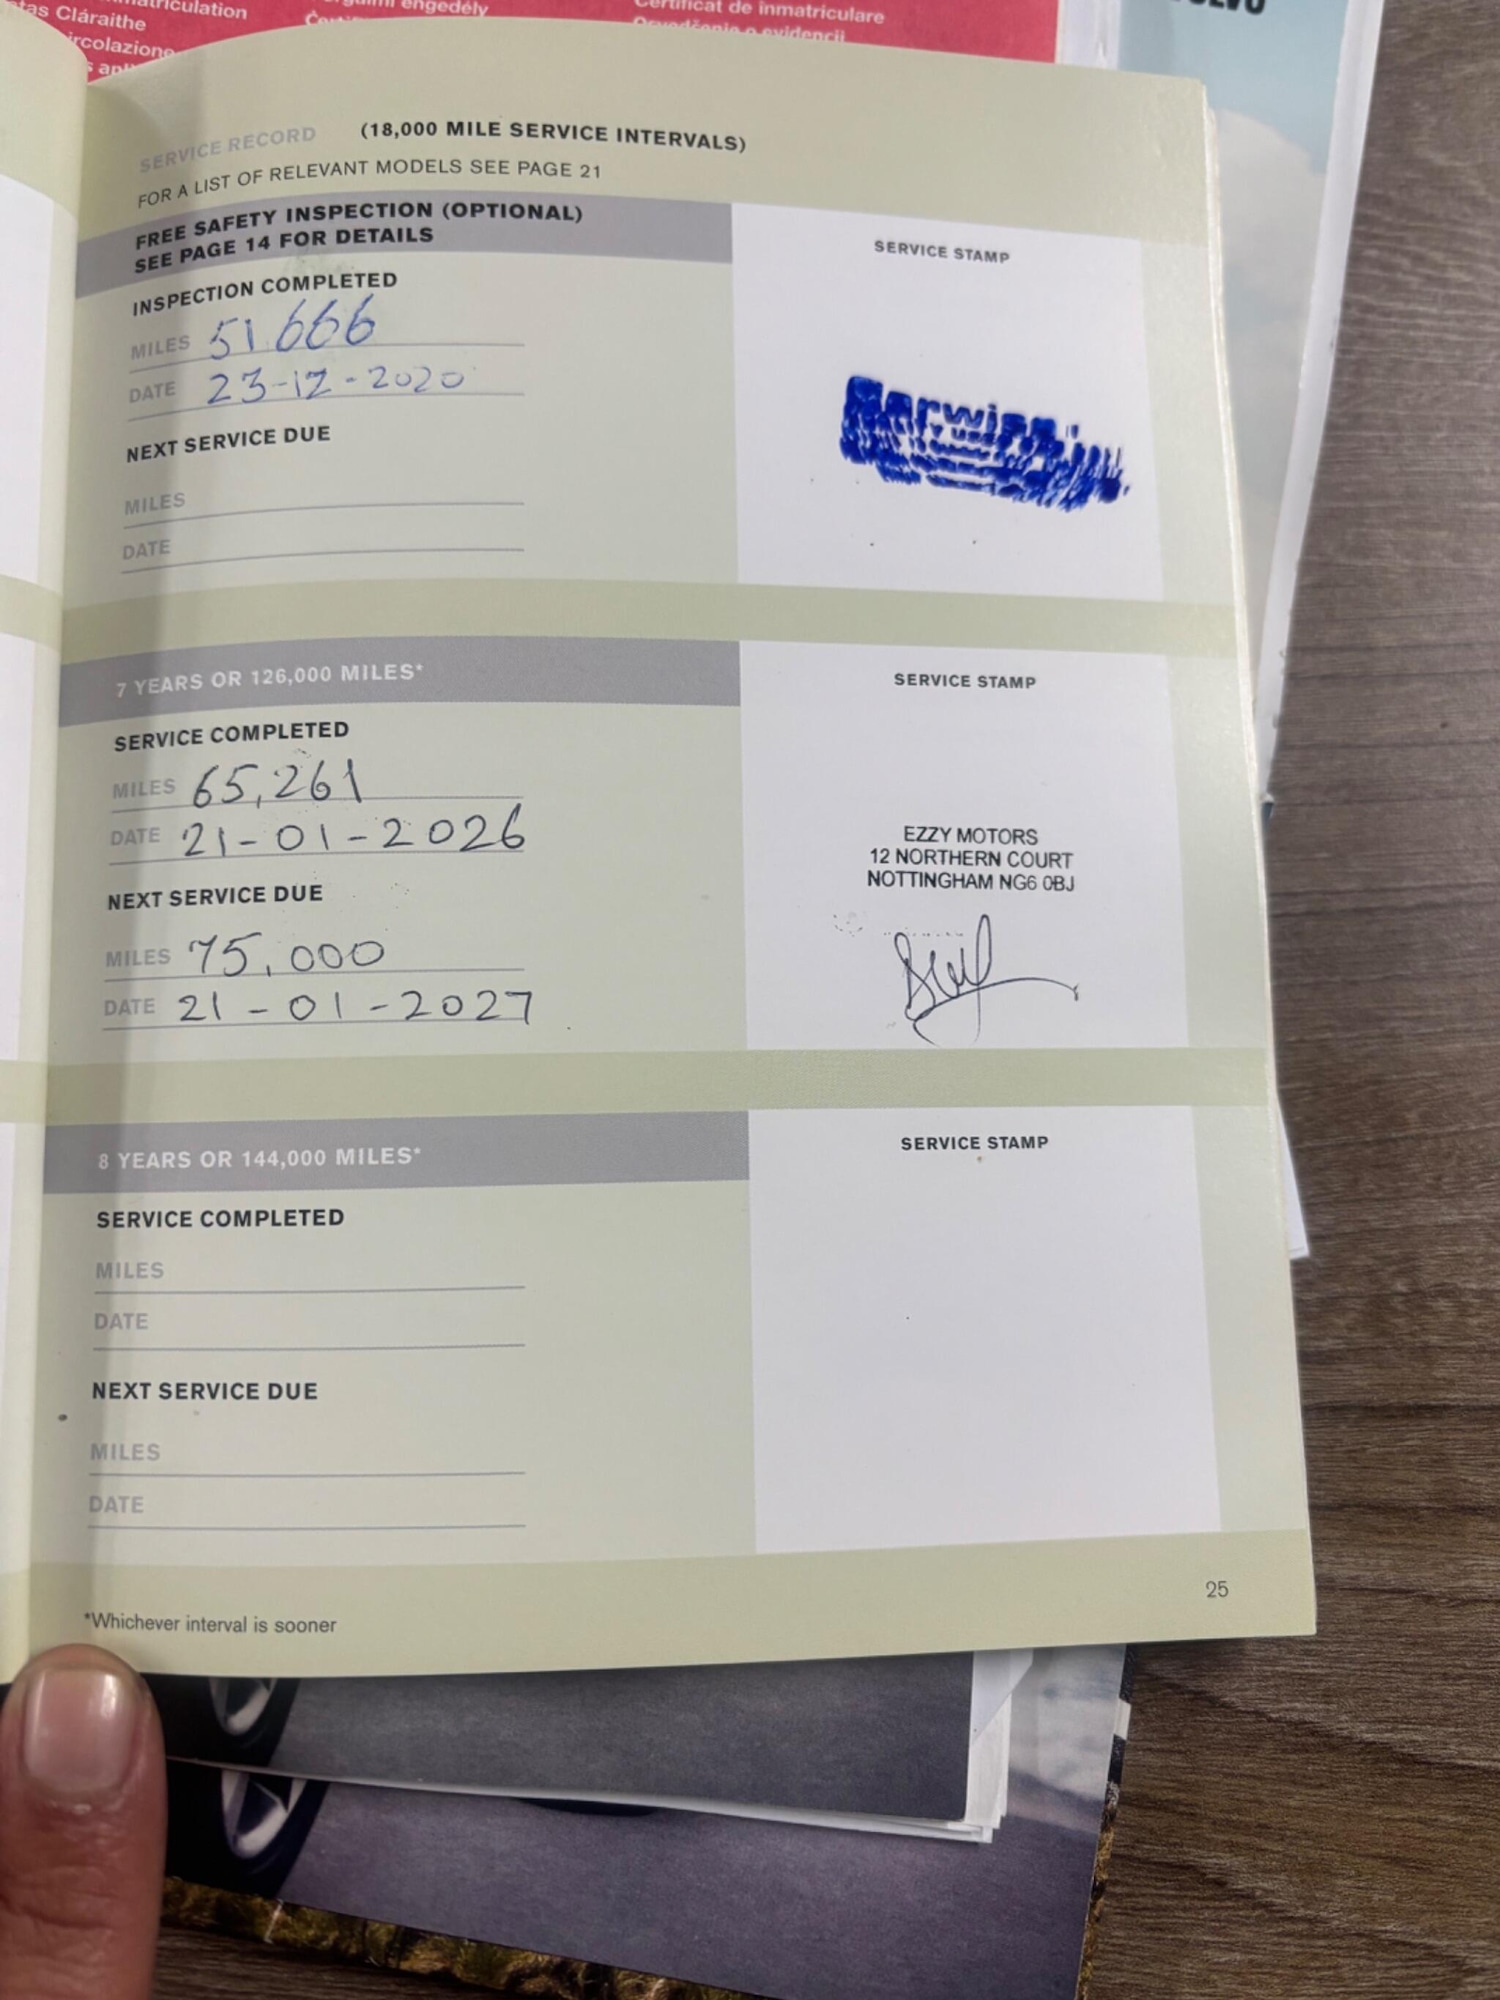 Cláraithe
engedély
Certificat de înmatriculare
SERVICE RECORD (18,000 MILE SERVICE INTERVALS)
FOR A LIST OF RELEVANT MODELS SEE PAGE 21
FREE SAFETY INSPECTION (OPTIONAL)
SEE PAGE 14 FOR DETAILS
SERVICE STAMP
INSPECTION COMPLETED
MILES 51.666
DATE 23-12-2020
NEXT SERVICE DUE
MILES
DATE
7 YEARS OR 126,000 MILES*
SERVICE STAMP
SERVICE COMPLETED
MILES 65,261
DATE 21-01-2026
EZZY MOTORS
12 NORTHERN COURT
NOTTINGHAM NG6 0BJ
NEXT SERVICE DUE
MILES 75,000
DATE 21-01-2027
8 YEARS OR 144,000 MILES*
SERVICE STAMP
SERVICE COMPLETED
MILES
DATE
NEXT SERVICE DUE
MILES
DATE
25
*Whichever interval is sooner